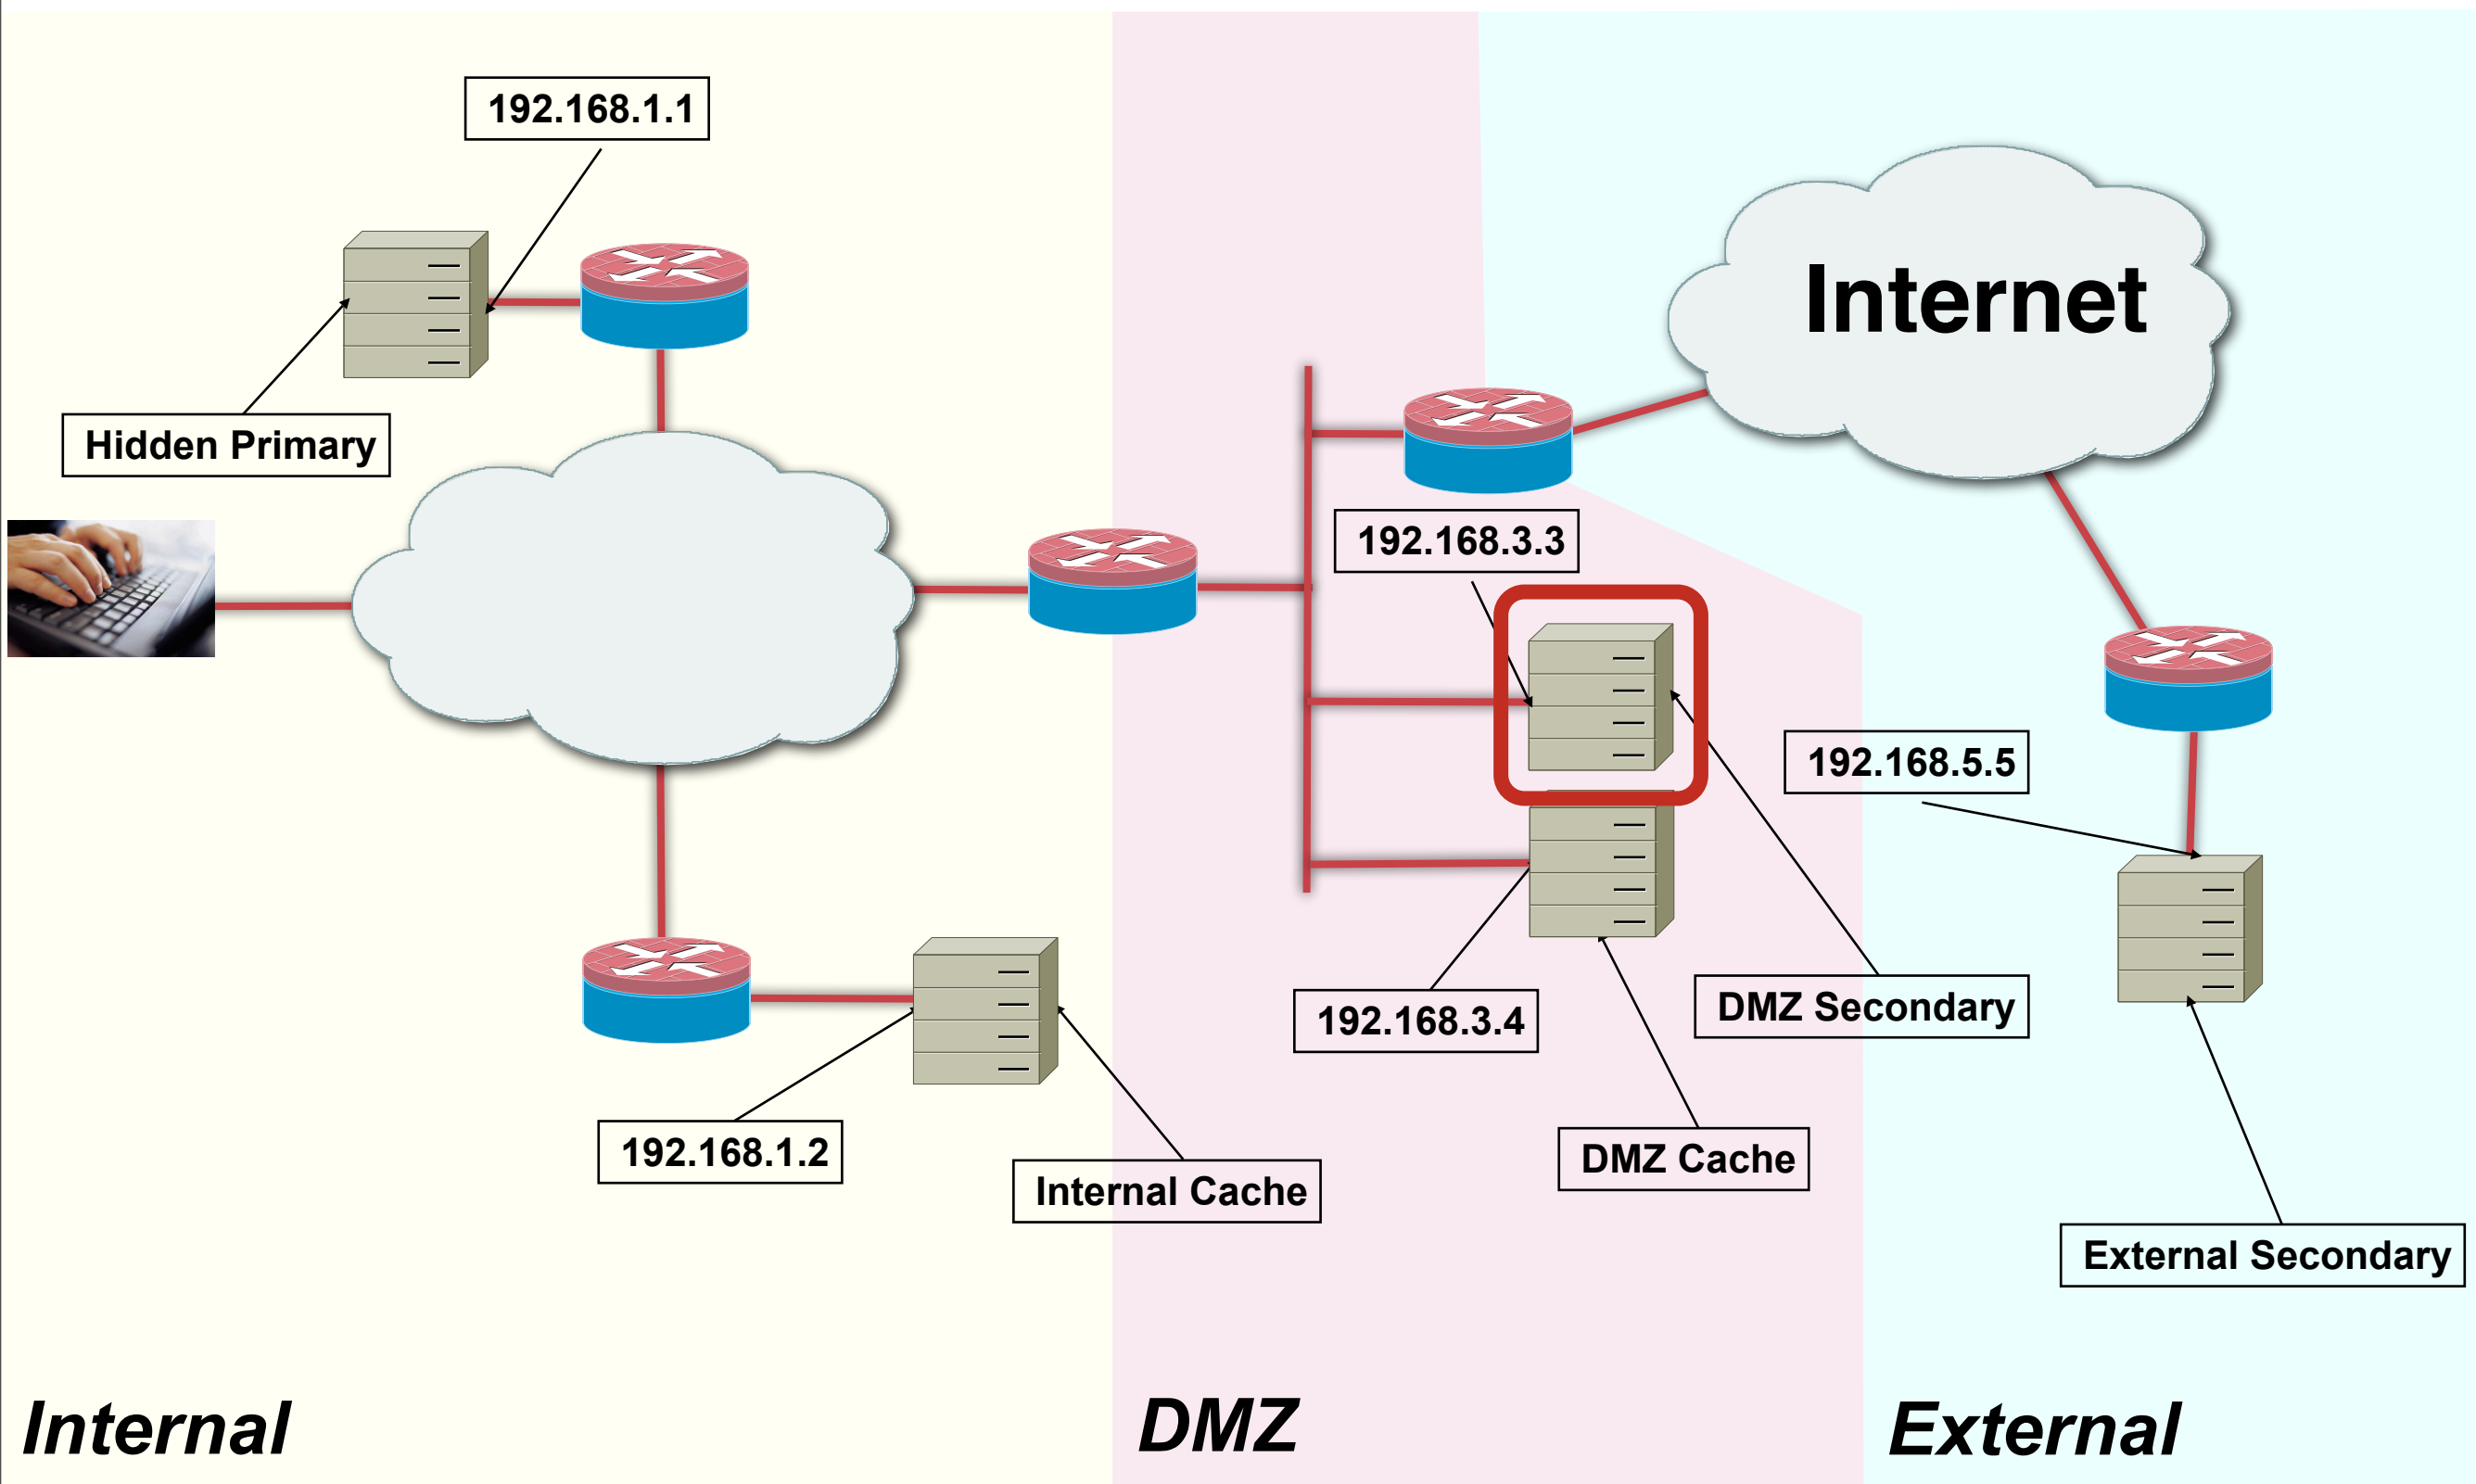 192.168.1.1
Internet
Hidden Primary
192.168.3.3
192.168.5.5
192.168.3.4
DMZ Secondary
192.168.1.2
Internal Cache
DMZ Cache
External Secondary
Internal
DMZ
External